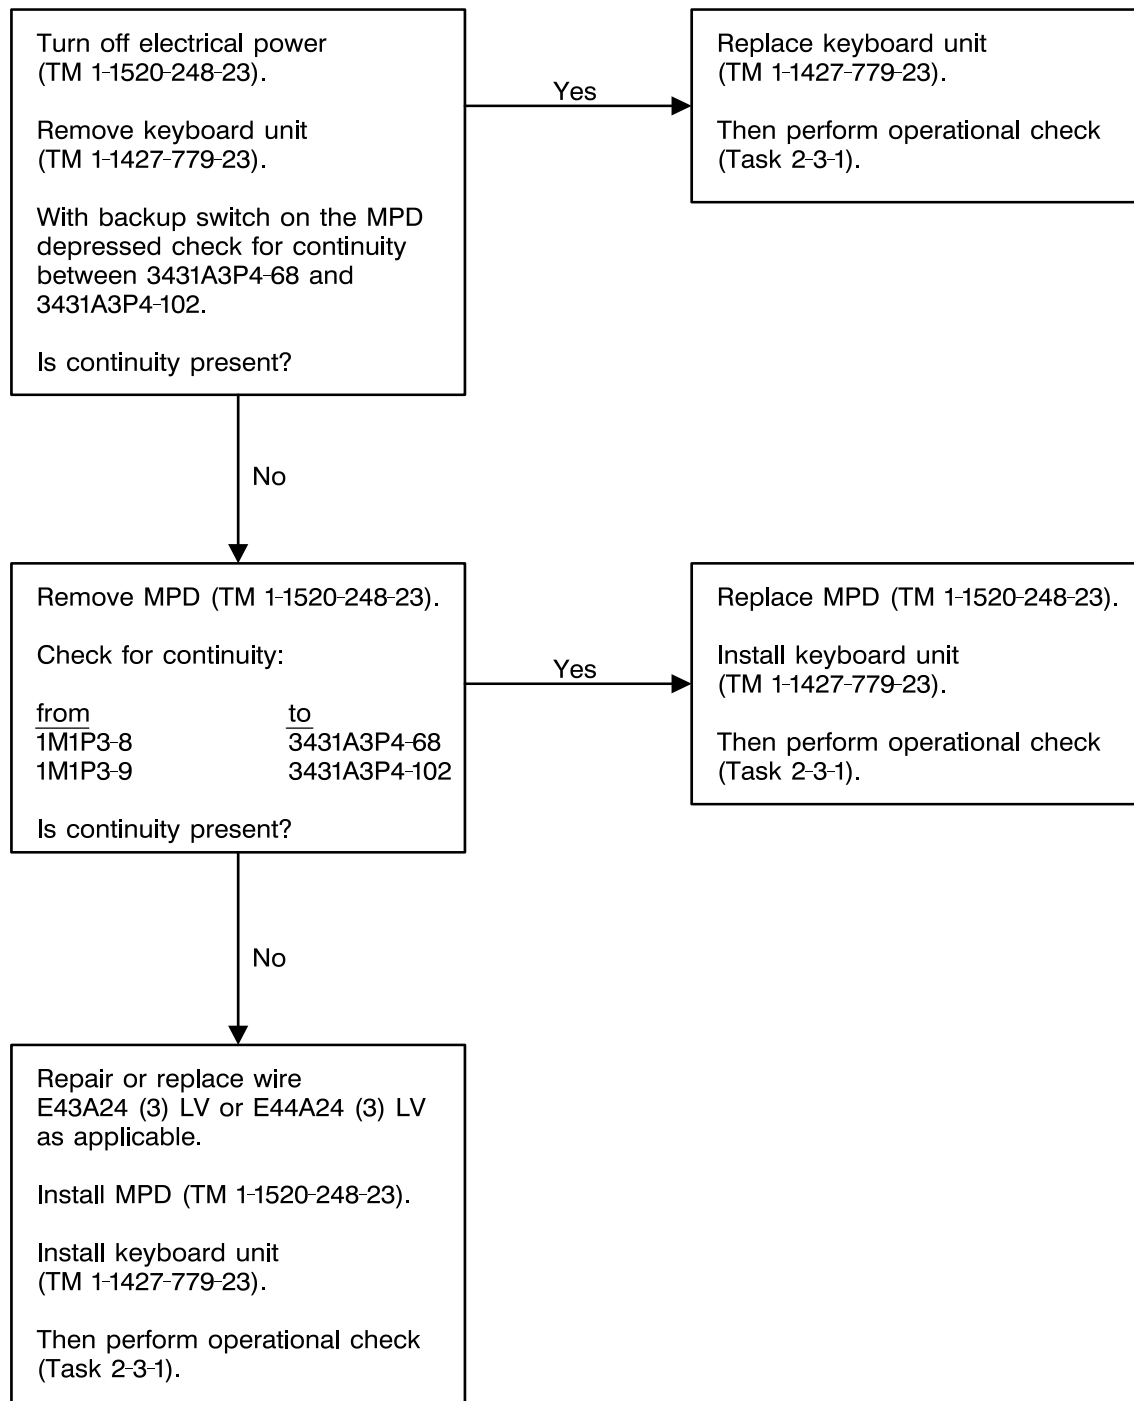 Turn off electrical power
(TM 1-1520-248-23).
Remove keyboard unit
(TM 1-1427-779-23).
With backup switch on the MPD
depressed check for continuity
between 3431A3P4-68 and
3431A3P4-102.
Is continuity present?
Yes
Replace keyboard unit
(TM 1-1427-779-23).
Then perform operational check
(Task 2-3-1).
No
Remove MPD (TM 1-1520-248-23).
Check for continuity:
from to
1M1P3-8 3431A3P4-68
1M1P3-9 3431A3P4-102
Is continuity present?
Yes
Replace MPD (TM 1-1520-248-23).
Install keyboard unit
(TM 1-1427-779-23).
Then perform operational check
(Task 2-3-1).
No
Repair or replace wire
E43A24 (3) LV or E44A24 (3) LV
as applicable.
Install MPD (TM 1-1520-248-23).
Install keyboard unit
(TM 1-1427-779-23).
Then perform operational check
(Task 2-3-1).